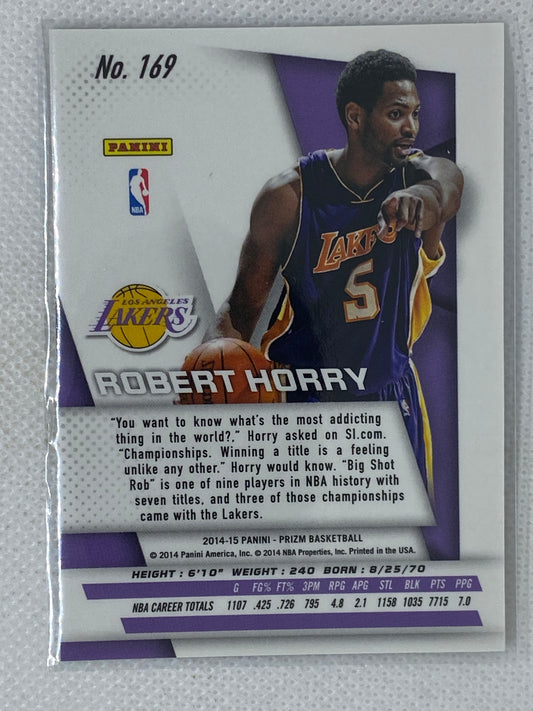 No. 169
PANINI
NBA
LOS ANGELES
LAKERS
LAKERS
5
ROBERT HORRY
"You want to know what's the most addicting
thing in the world?," Horry asked on SI.com.
"Championships. Winning a title is a feeling
unlike any other." Horry would know. "Big Shot
Rob" is one of nine players in NBA history with
seven titles, and three of those championships
came with the Lakers.
2014-15 PANINI - PRIZM BASKETBALL
© 2014 Panini America, Inc. © 2014 NBA Properties, Inc. Printed in the USA.
HEIGHT : 6'10" WEIGHT : 240 BORN : 8/25/70
G FG% FT% 3PM RPG APG STL BLK PTS PPG
NBA CAREER TOTALS 1107 .425 .726 795 4.8 2.1 1158 1035 7715 7.0